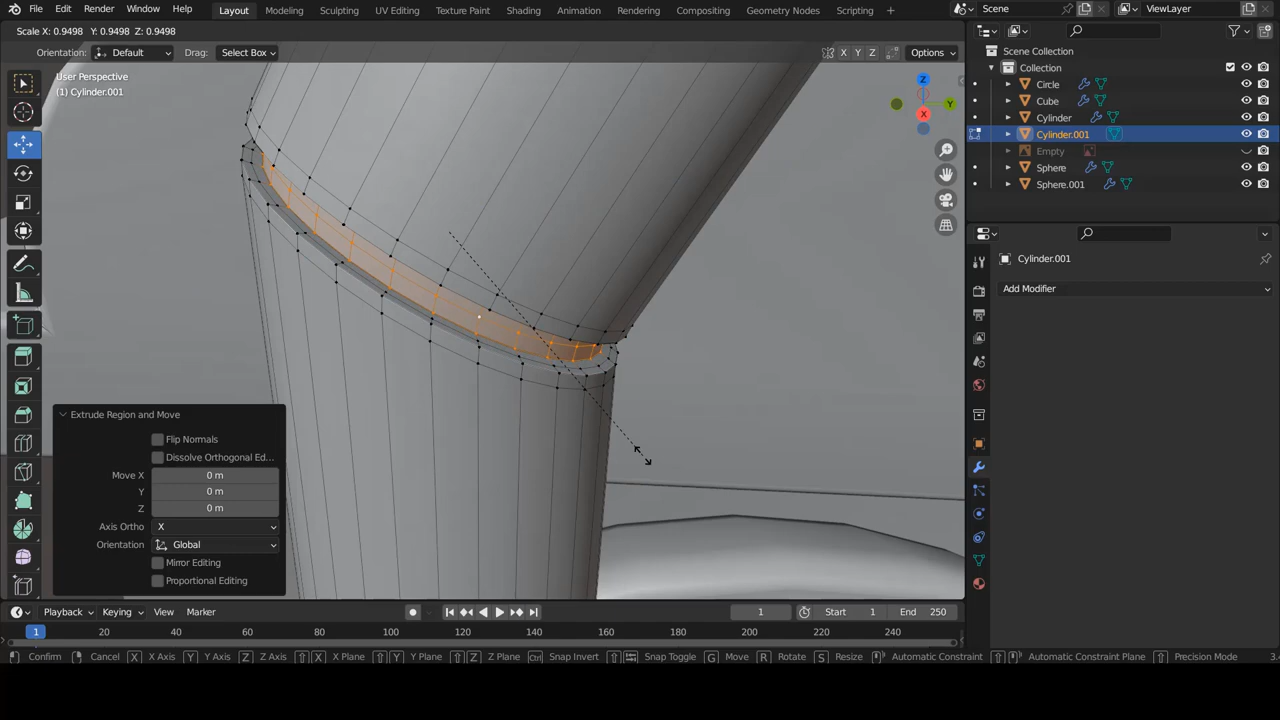 File Edit Render Window Help Layout Modeling Sculpting UV Editing Texture Paint Shading Animation Rendering Compositing Geometry Nodes Scripting + Scene ViewLayer
Scale X: 0.9498 Y: 0.9498 Z: 0.9498
Orientation: Default Drag: Select Box X Y Z Options
User Perspective
(1) Cylinder.001
Z
Y
X
Extrude Region and Move
Flip Normals
Dissolve Orthogonal Ed...
Move X 0 m
Y 0 m
Z 0 m
Axis Ortho X
Orientation Global
Mirror Editing
Proportional Editing
Scene Collection
Collection
Circle
Cube
Cylinder
Cylinder.001
Empty
Sphere
Sphere.001
Cylinder.001
Add Modifier
Playback Keying View Marker 1 Start 1 End 250
1 20 40 60 80 100 120 140 160 180 200 220 240
Confirm Cancel X X Axis Y Y Axis Z Z Axis X X Plane Y Y Plane Z Z Plane Ctrl Snap Invert Snap Toggle G Move R Rotate S Resize Automatic Constraint Automatic Constraint Plane Precision Mode 3.4